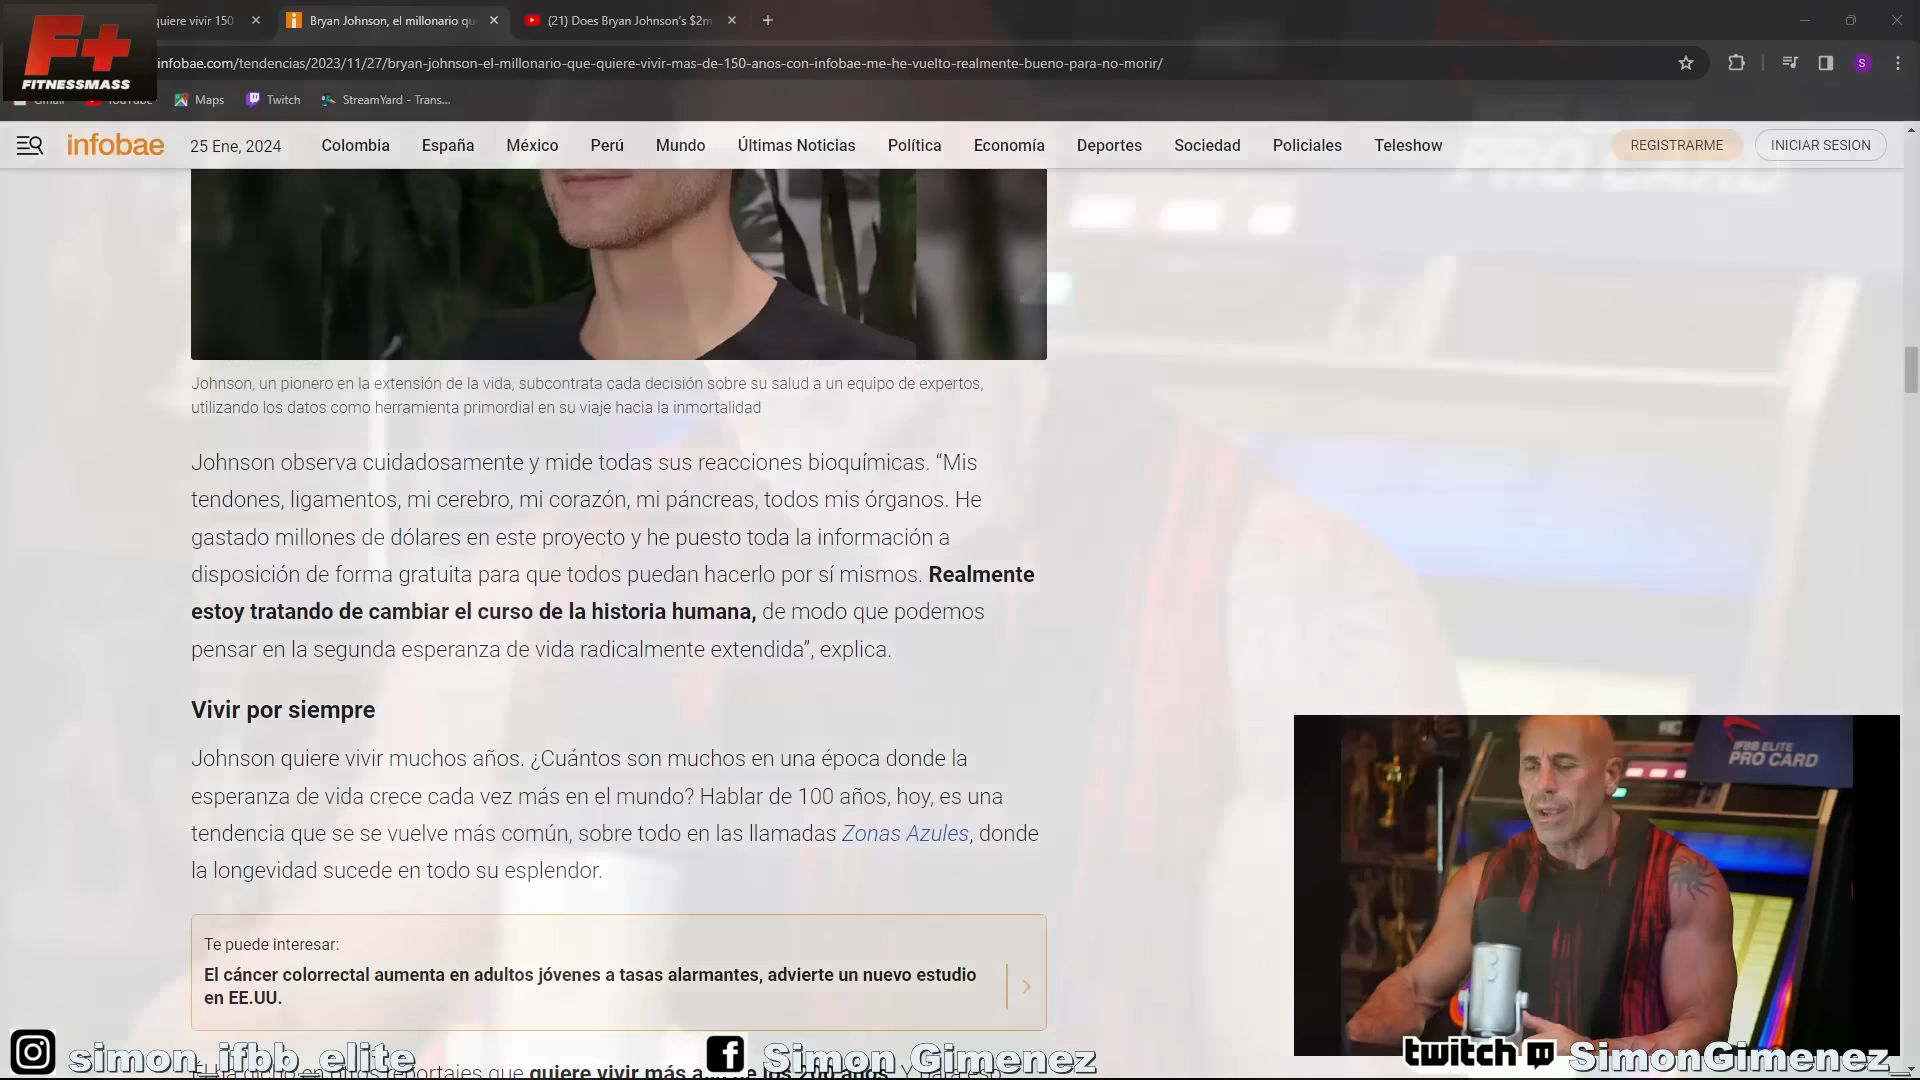 quiere vivir 150
Bryan Johnson, el millonario qu
(21) Does Bryan Johnson's $2m
F+
FITNESSMASS
infobae.com/tendencias/2023/11/27/bryan-johnson-el-millonario-que-quiere-vivir-mas-de-150-anos-con-infobae-me-he-vuelto-realmente-bueno-para-no-morir/
S
Gmail
YouTube
Maps
Twitch
StreamYard - Trans...
infobae
25 Ene, 2024
Colombia
España
México
Perú
Mundo
Últimas Noticias
Política
Economía
Deportes
Sociedad
Policiales
Teleshow
REGISTRARME
INICIAR SESION
PRO CARD
Johnson, un pionero en la extensión de la vida, subcontrata cada decisión sobre su salud a un equipo de expertos,
utilizando los datos como herramienta primordial en su viaje hacia la inmortalidad
Johnson observa cuidadosamente y mide todas sus reacciones bioquímicas. “Mis
tendones, ligamentos, mi cerebro, mi corazón, mi páncreas, todos mis órganos. He
gastado millones de dólares en este proyecto y he puesto toda la información a
disposición de forma gratuita para que todos puedan hacerlo por sí mismos. Realmente
estoy tratando de cambiar el curso de la historia humana, de modo que podemos
pensar en la segunda esperanza de vida radicalmente extendida”, explica.
Vivir por siempre
Johnson quiere vivir muchos años. ¿Cuántos son muchos en una época donde la
esperanza de vida crece cada vez más en el mundo? Hablar de 100 años, hoy, es una
tendencia que se se vuelve más común, sobre todo en las llamadas Zonas Azules, donde
la longevidad sucede en todo su esplendor.
IFBB ELITE
PRO CARD
Te puede interesar:
El cáncer colorrectal aumenta en adultos jóvenes a tasas alarmantes, advierte un nuevo estudio
en EE.UU.
simon_ifbb_elite
Simon Gimenez
twitch SimonGimenez_
quiere vivir más